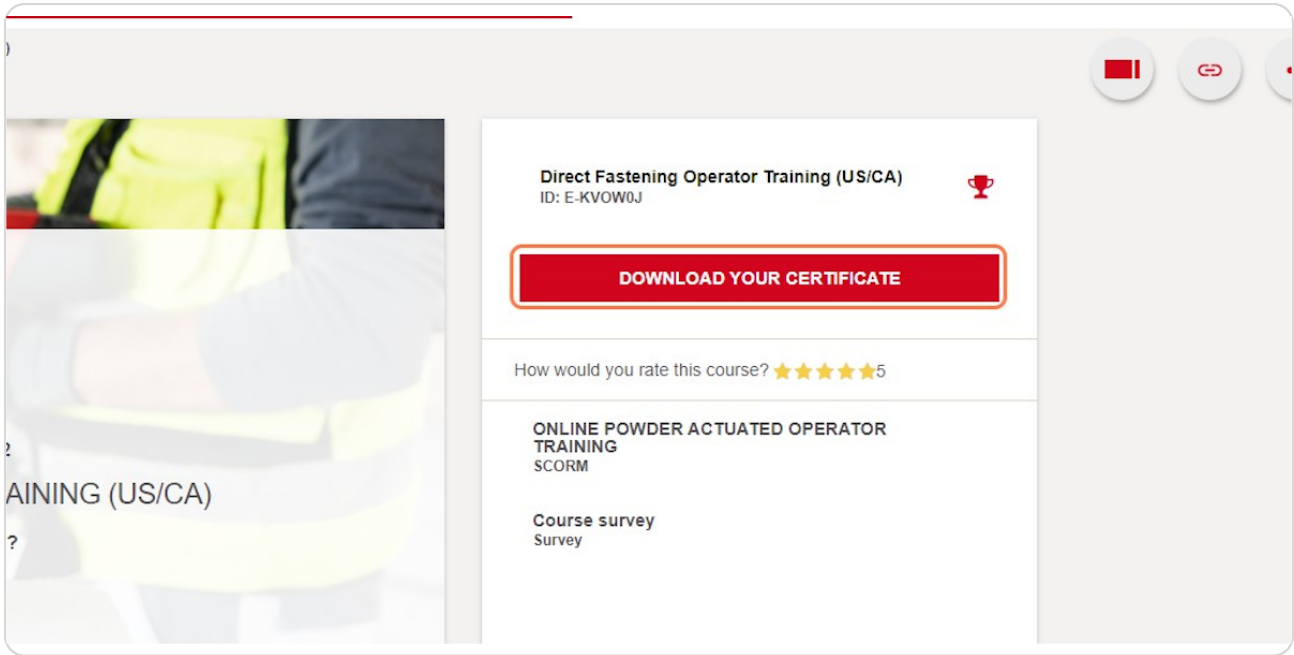 )
Direct Fastening Operator Training (US/CA)
ID: E-KVOW0J
DOWNLOAD YOUR CERTIFICATE
How would you rate this course? 5
ONLINE POWDER ACTUATED OPERATOR
TRAINING
SCORM
Course survey
Survey
2
AINING (US/CA)
?